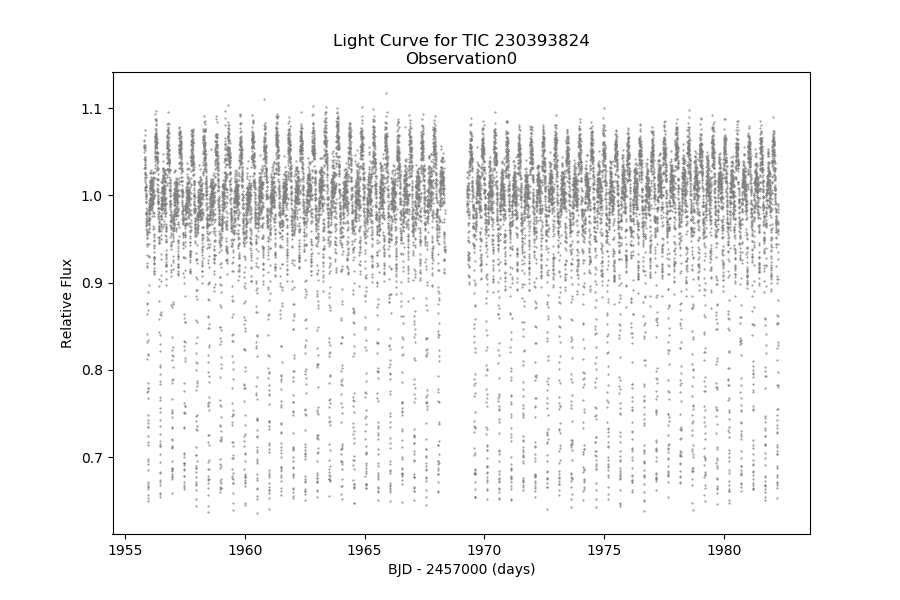 Light Curve for TIC 230393824
Observation0
1.1
1.0
0.9
0.8
0.7
Relative Flux
1955 1960 1965 1970 1975 1980
BJD - 2457000 (days)